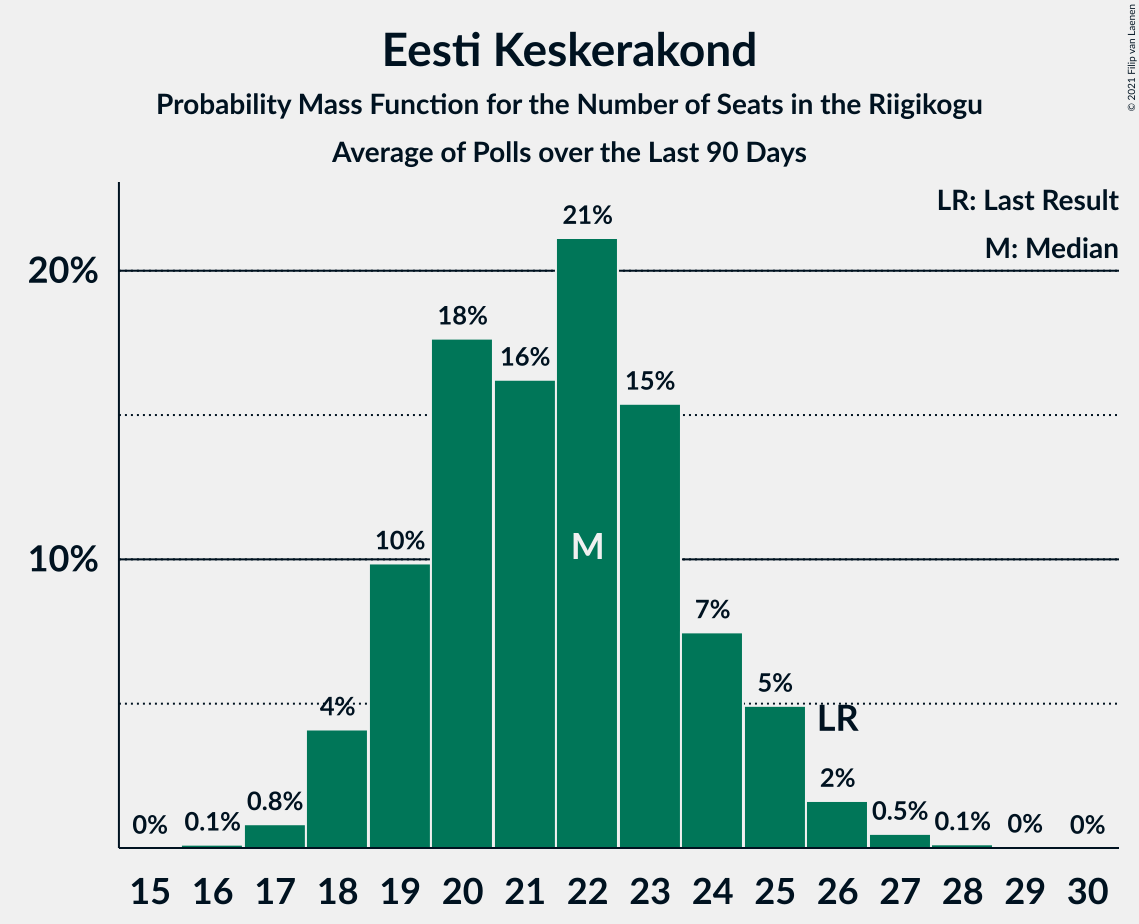 Eesti Keskerakond
Probability Mass Function for the Number of Seats in the Riigikogu
Average of Polls over the Last 90 Days
© 2021 Filip van Laenen
LR: Last Result
M: Median
20%
10%
0%
0.1%
0.8%
4%
10%
18%
16%
21%
15%
7%
5%
2%
0.5%
0.1%
0%
0%
M
LR
15 16 17 18 19 20 21 22 23 24 25 26 27 28 29 30